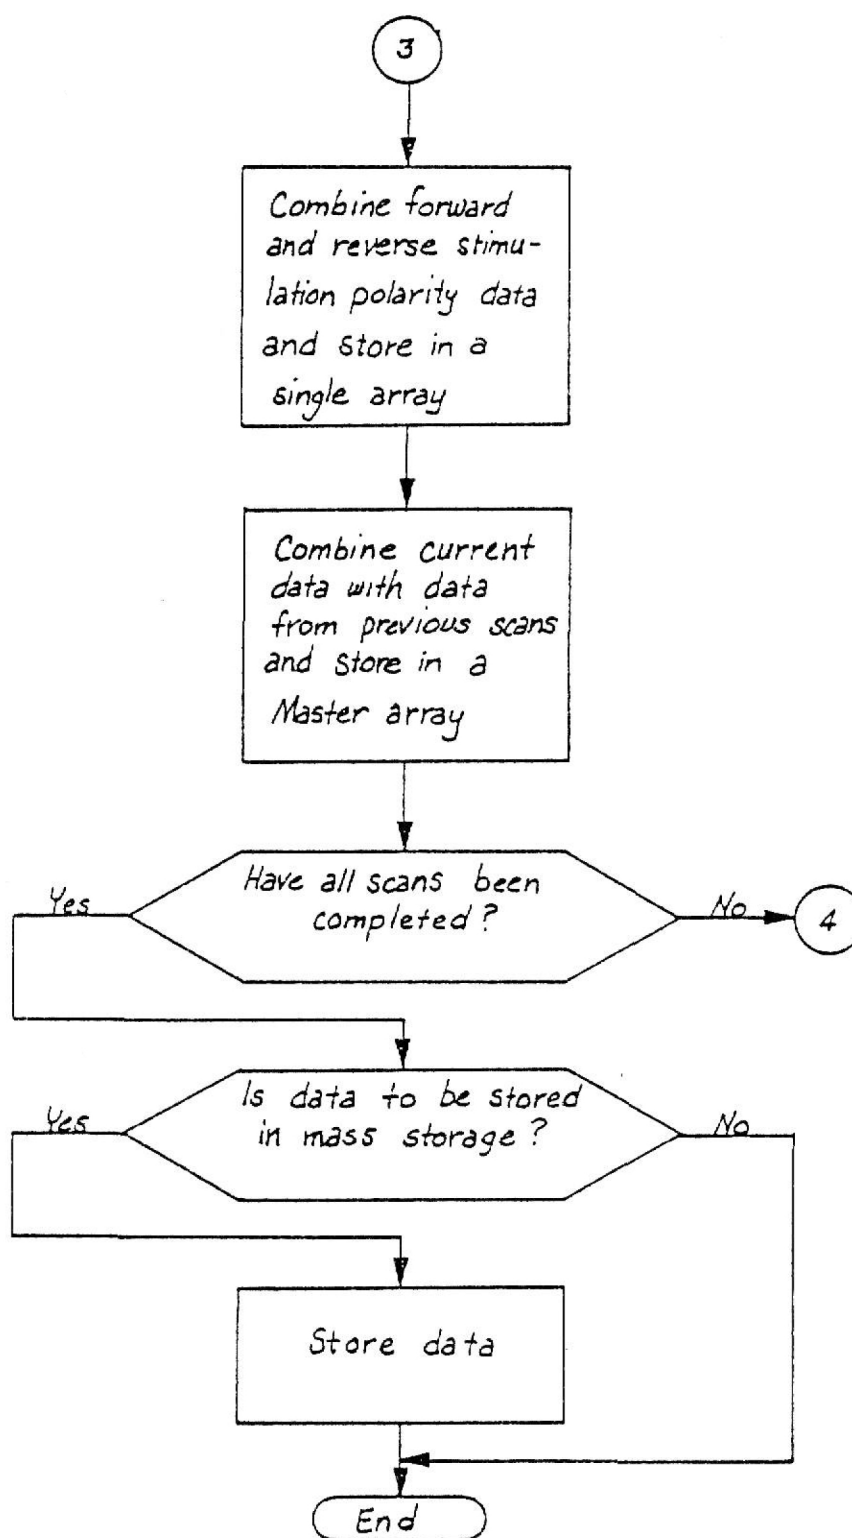 3
Combine forward
and reverse stimu-
lation polarity data
and store in a
single array
Combine current
data with data
from previous scans
and store in a
Master array
Have all scans been
completed?
Yes
No
4
Is data to be stored
in mass storage?
Yes
No
Store data
End